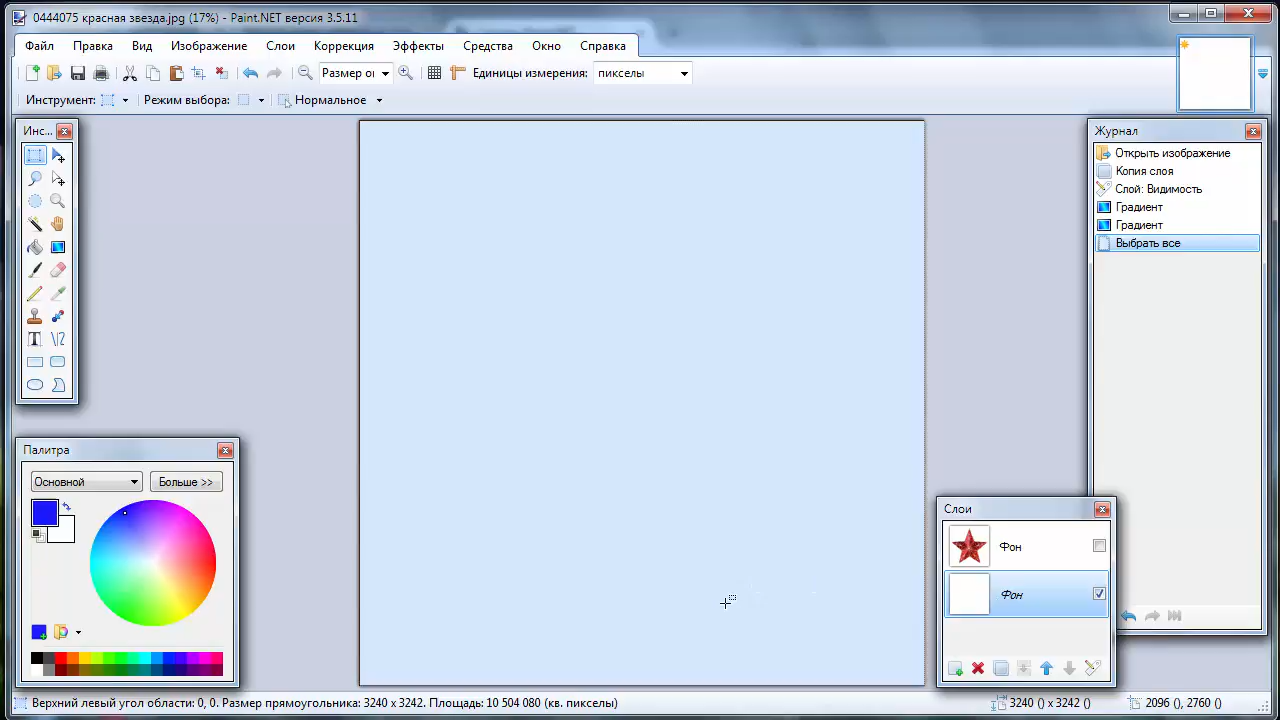 0444075 красная звезда.jpg (17%) - Paint.NET версия 3.5.11
Файл Правка Вид Изображение Слои Коррекция Эффекты Средства Окно Справка
Размер о Единицы измерения: пикселы
Инструмент: Режим выбора: Нормальное
Инс...
Журнал
Открыть изображение
Копия слоя
Слой: Видимость
Градиент
Градиент
Выбрать все
Палитра
Основной Больше >>
Слои
Фон
Фон
Верхний левый угол области: 0, 0. Размер прямоугольника: 3240 x 3242. Площадь: 10 504 080 (кв. пикселы)
3240 () x 3242 ()
2096 (), 2760 ()